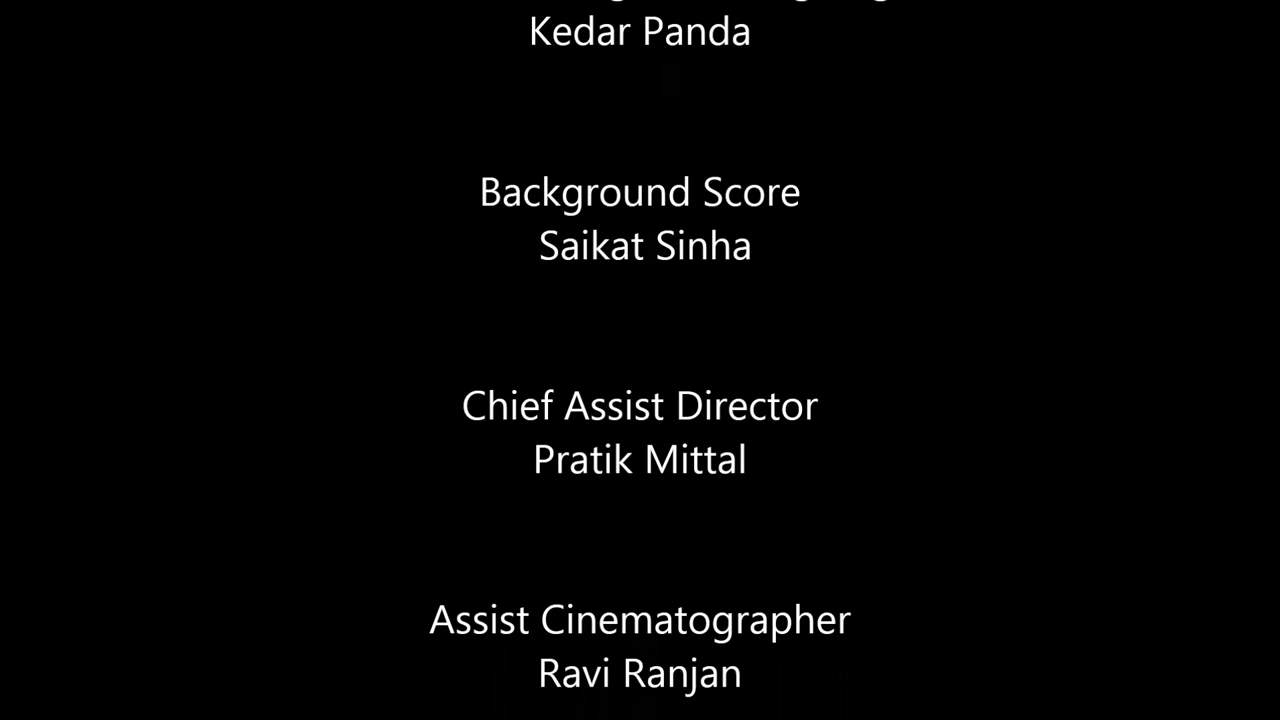 Kedar Panda
Background Score
Saikat Sinha
Chief Assist Director
Pratik Mittal
Assist Cinematographer
Ravi Ranjan